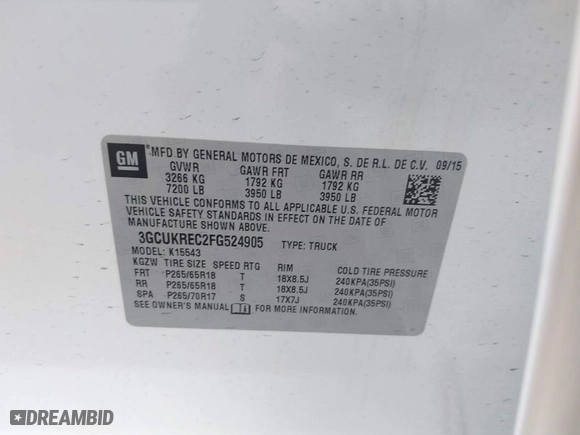 GM
*MFD BY GENERAL MOTORS DE MEXICO, S. DE R.L. DE C.V. 09/15
GVWR GAWR FRT GAWR RR
3266 KG 1792 KG 1792 KG
7200 LB 3950 LB 3950 LB
THIS VEHICLE CONFORMS TO ALL APPLICABLE U.S. FEDERAL MOTOR
VEHICLE SAFETY STANDARDS IN EFFECT ON THE DATE OF
MANUFACTURE SHOWN ABOVE.
3GCUKREC2FG524905 TYPE: TRUCK
MODEL: K15543
KGZW TIRE SIZE SPEED RTG RIM COLD TIRE PRESSURE
FRT P265/65R18 T 18X8.5J 240KPA(35PSI)
RR P265/65R18 T 18X8.5J 240KPA(35PSI)
SPA P265/70R17 S 17X7J 240KPA(35PSI)
SEE OWNER'S MANUAL FOR MORE INFORMATION.
DREAMBID